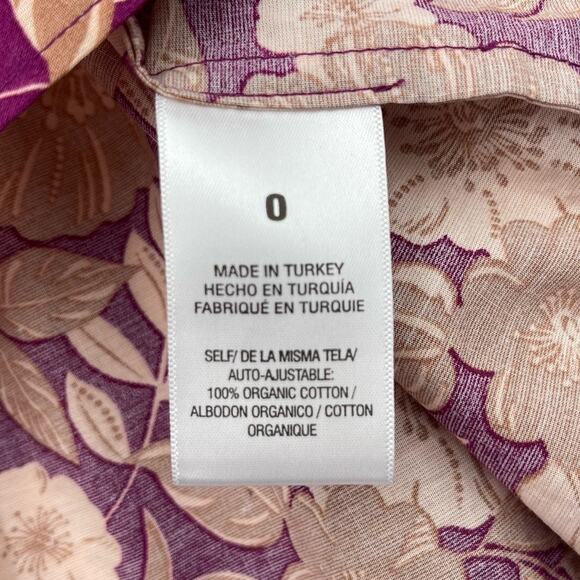 0
MADE IN TURKEY
HECHO EN TURQUÍA
FABRIQUÉ EN TURQUIE
SELF/ DE LA MISMA TELA/
AUTO-AJUSTABLE:
100% ORGANIC COTTON /
ALBODON ORGANICO / COTTON
ORGANIQUE